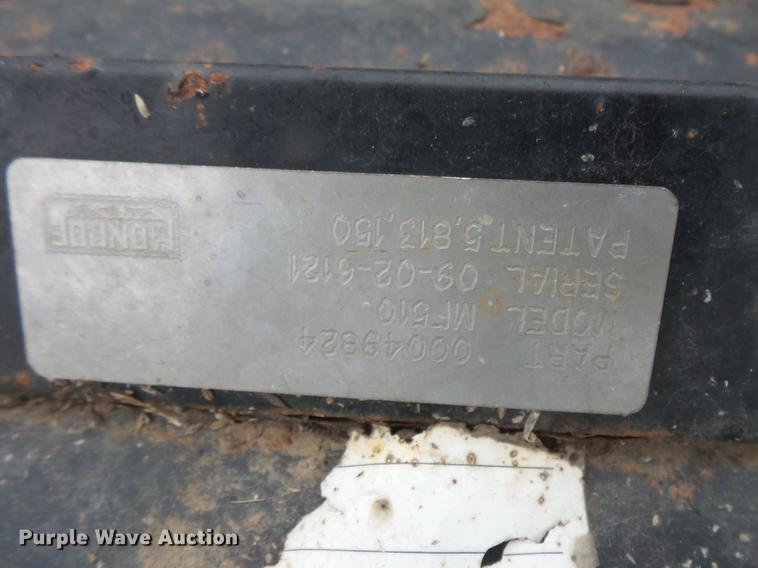 PART 00049824
MODEL MF510
SERIAL 09-02-6121
PATENT 5,813,150
MONROE
Purple Wave Auction